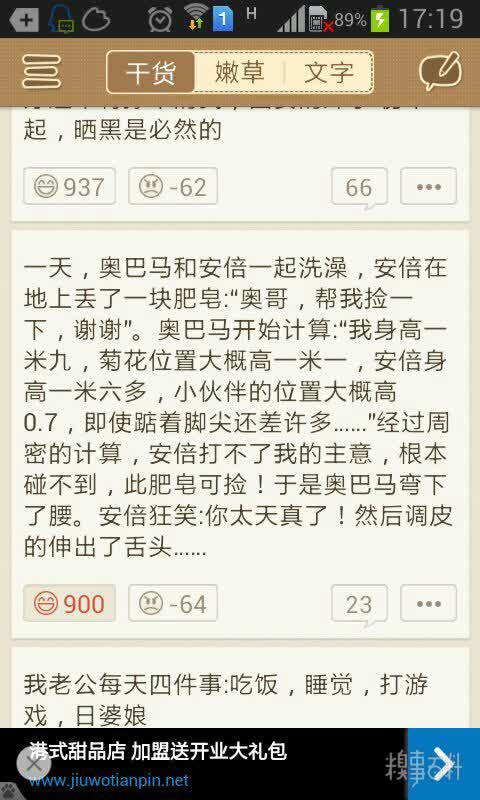 H
1
89%
17:19
干货
嫩草
文字
起，晒黑是必然的
937
-62
66
一天，奥巴马和安倍一起洗澡，安倍在
地上丢了一块肥皂:“奥哥，帮我捡一
下，谢谢”。奥巴马开始计算:“我身高一
米九，菊花位置大概高一米一，安倍身
高一米六多，小伙伴的位置大概高
0.7，即使踮着脚尖还差许多……”经过周
密的计算，安倍打不了我的主意，根本
碰不到，此肥皂可捡！于是奥巴马弯下
了腰。安倍狂笑:你太天真了！然后调皮
的伸出了舌头……
900
-64
23
我老公每天四件事:吃饭，睡觉，打游
戏，日婆娘
港式甜品店 加盟送开业大礼包
www.jiuwotianpin.net
糗事百科